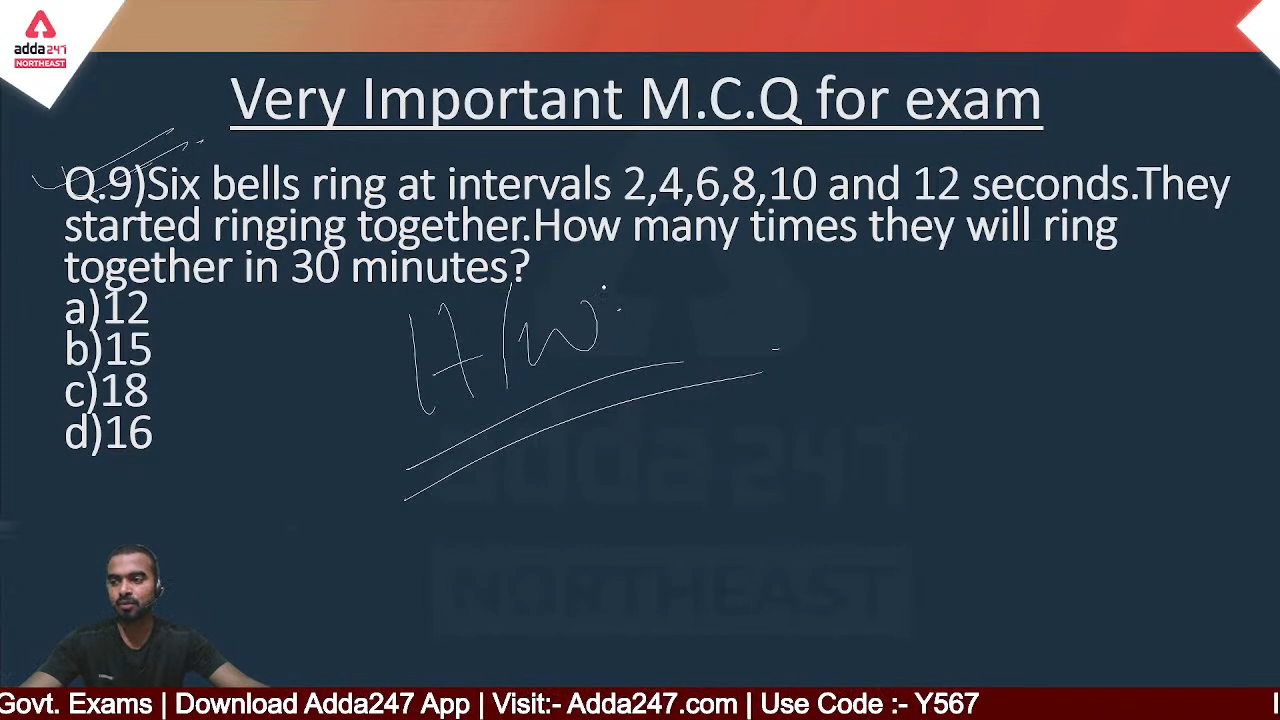 adda247
NORTHEAST
Very Important M.C.Q for exam
Q.9)Six bells ring at intervals 2,4,6,8,10 and 12 seconds.They
started ringing together.How many times they will ring
together in 30 minutes?
a)12
b)15
c)18
d)16
H/W
adda247
NORTHEAST
Govt. Exams | Download Adda247 App | Visit:- Adda247.com | Use Code :- Y567